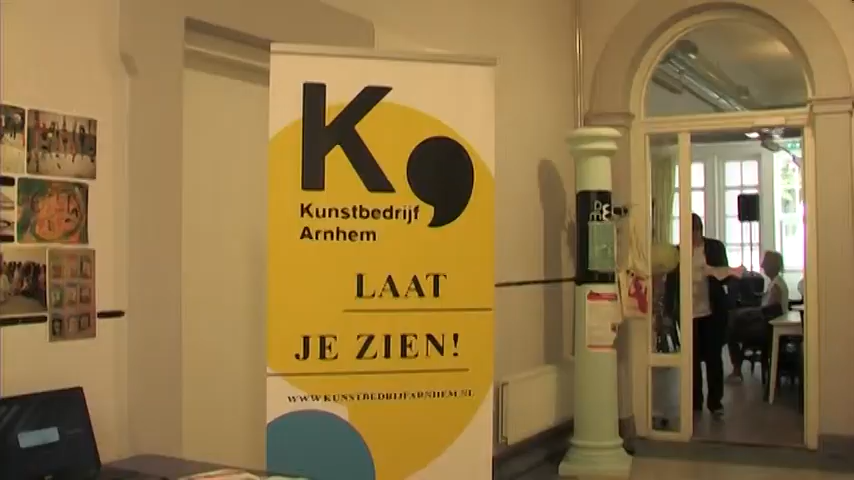 K,
Kunstbedrijf
Arnhem
LAAT
JE ZIEN!
WWW.KUNSTBEDRIJFARNHEM.NL